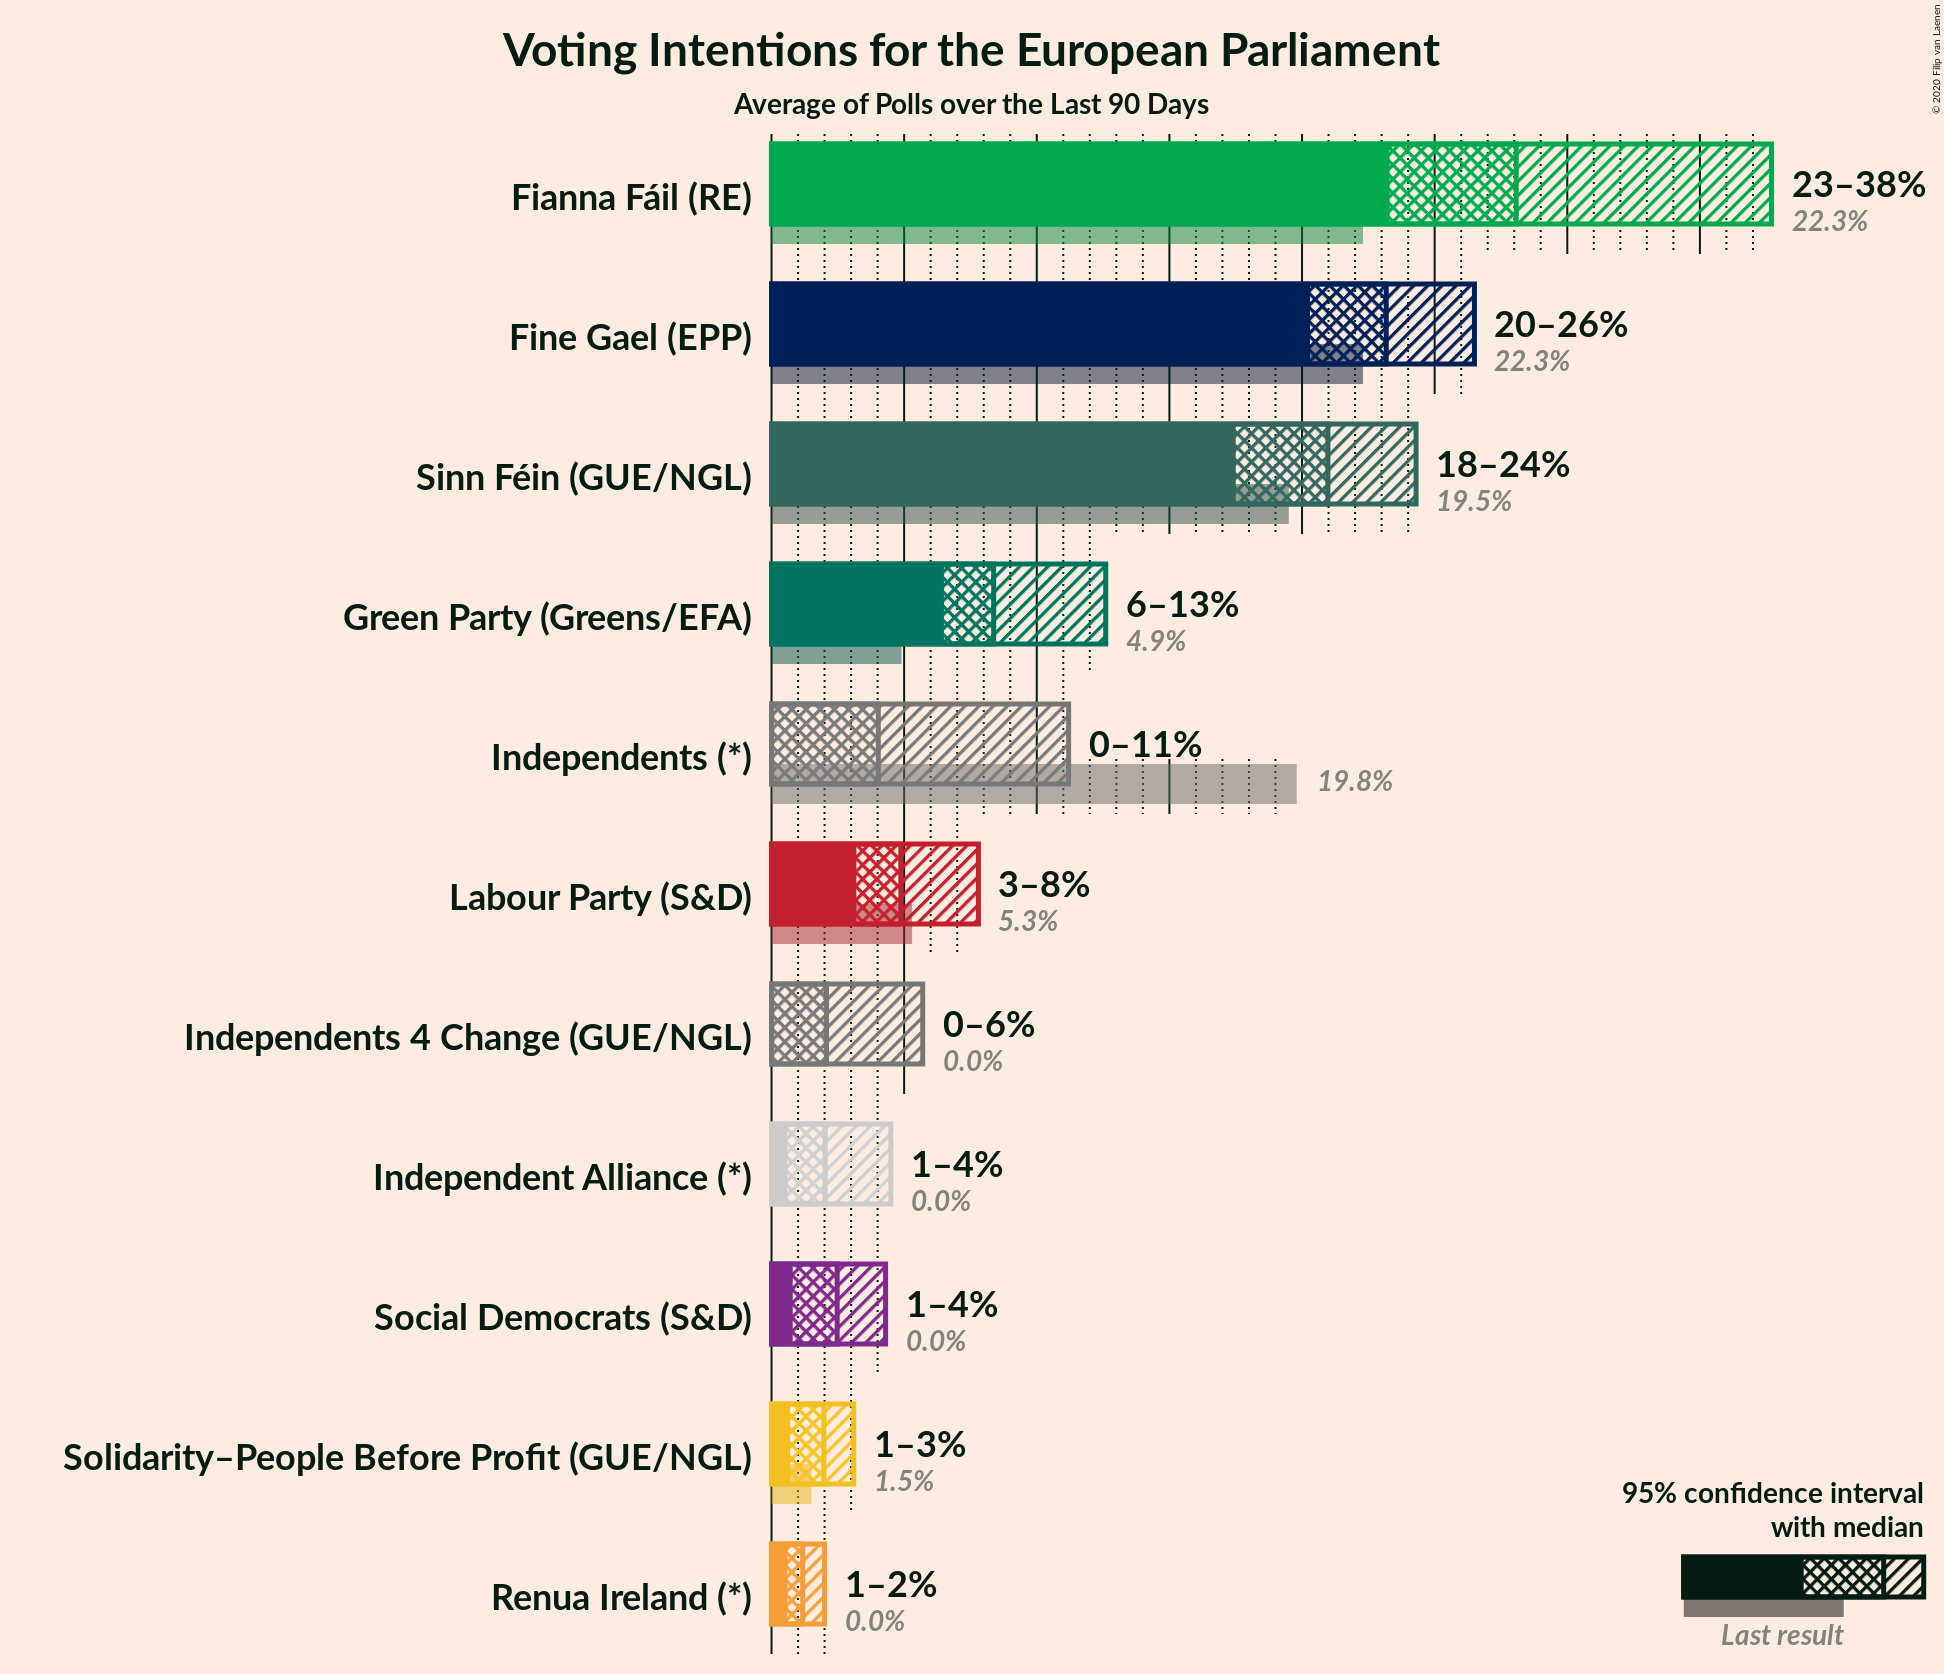 Voting Intentions for the European Parliament
Average of Polls over the Last 90 Days
© 2020 Filip van Laenen
Fianna Fáil (RE)
23–38%
22.3%
Fine Gael (EPP)
20–26%
22.3%
Sinn Féin (GUE/NGL)
18–24%
19.5%
Green Party (Greens/EFA)
6–13%
4.9%
Independents (*)
0–11%
19.8%
Labour Party (S&D)
3–8%
5.3%
Independents 4 Change (GUE/NGL)
0–6%
0.0%
Independent Alliance (*)
1–4%
0.0%
Social Democrats (S&D)
1–4%
0.0%
Solidarity–People Before Profit (GUE/NGL)
1–3%
1.5%
Renua Ireland (*)
1–2%
0.0%
95% confidence interval
with median
Last result